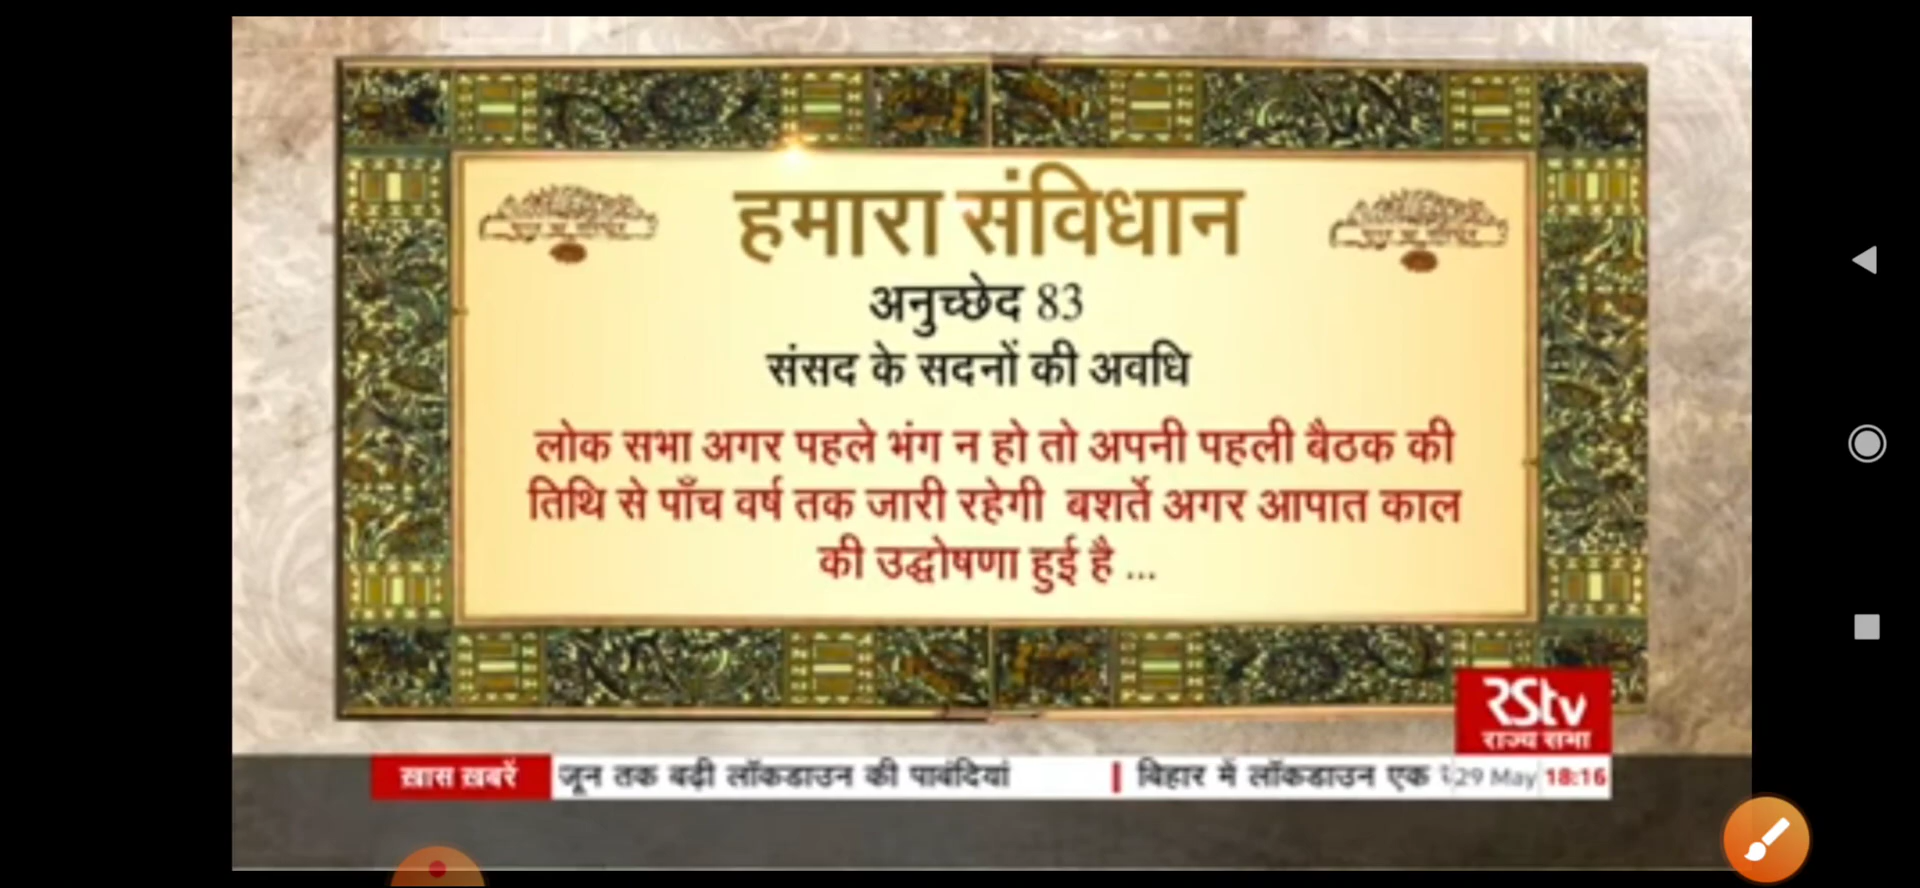 हमारा संविधान
अनुच्छेद 83
संसद के सदनों की अवधि
लोक सभा अगर पहले भंग न हो तो अपनी पहली बैठक की
तिथि से पाँच वर्ष तक जारी रहेगी बशर्ते अगर आपात काल
की उद्घोषणा हुई है ...
RStv
राज्य सभा
ख़ास ख़बरें जून तक बढ़ी लॉकडाउन की पाबंदियां | बिहार में लॉकडाउन एक 29 May 18:16